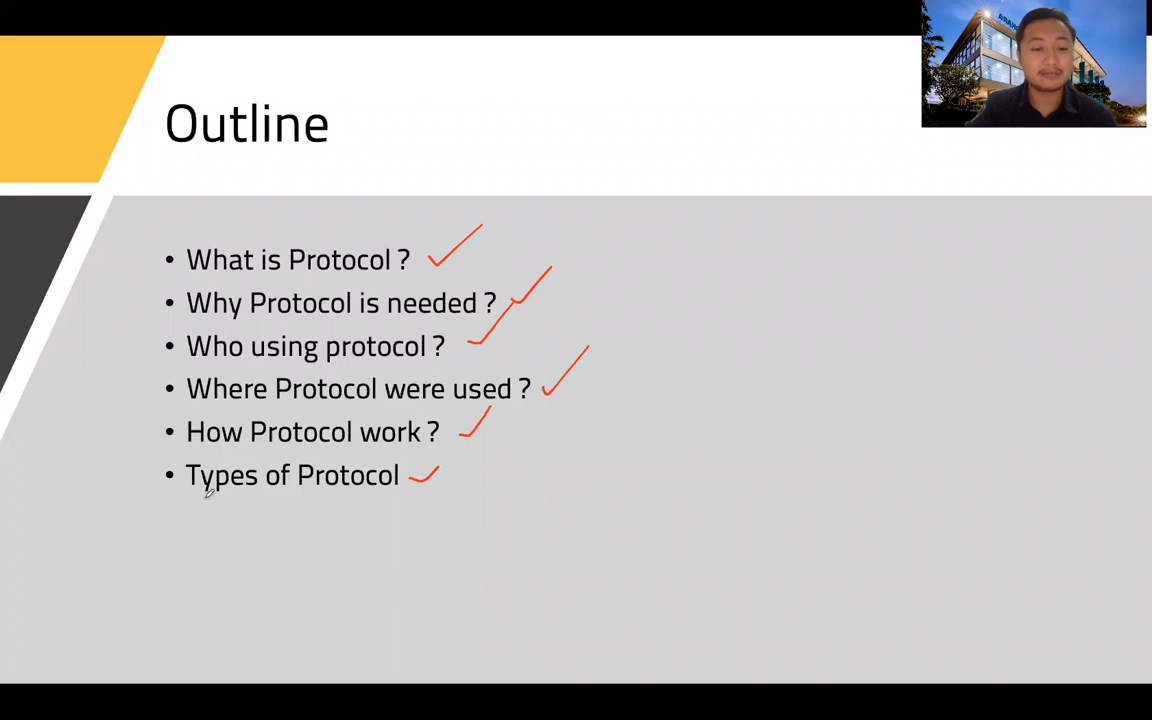 Outline
• What is Protocol ?
• Why Protocol is needed ?
• Who using protocol ?
• Where Protocol were used ?
• How Protocol work ?
• Types of Protocol